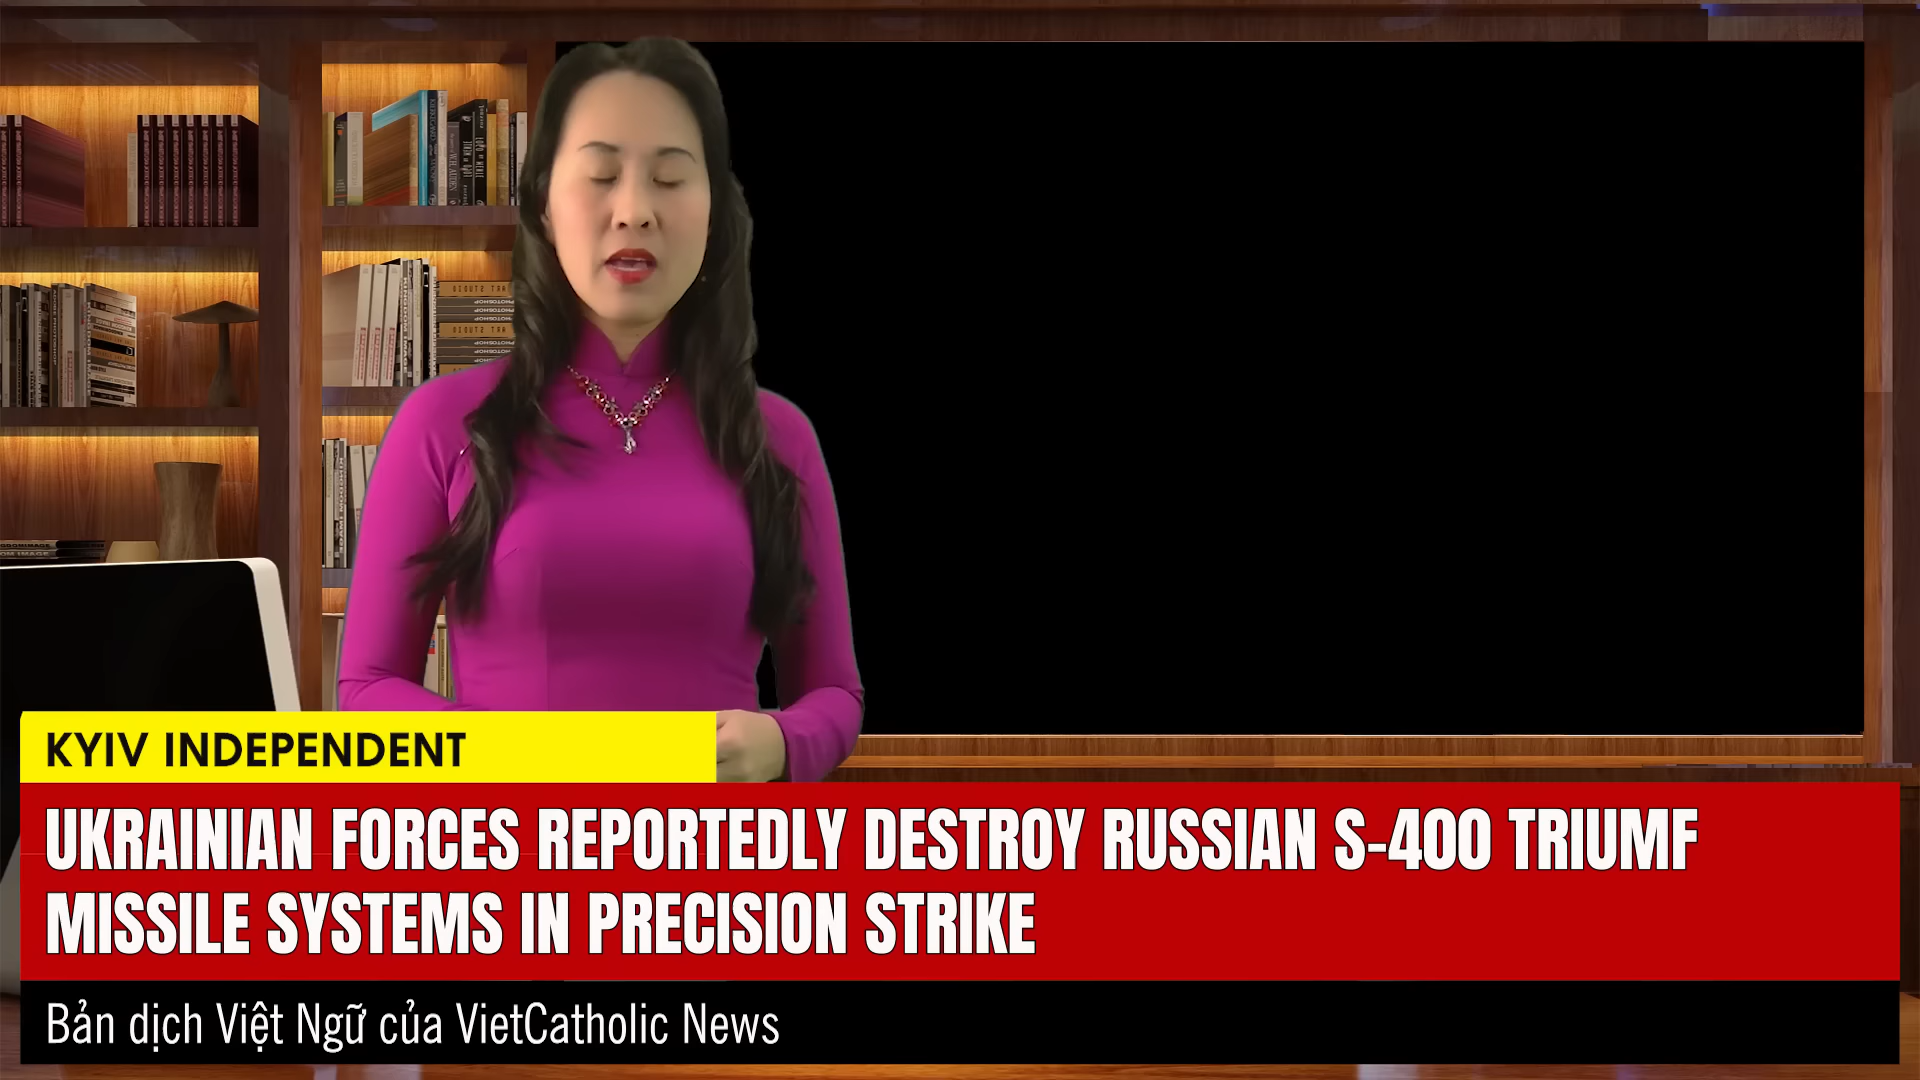 KYIV INDEPENDENT
UKRAINIAN FORCES REPORTEDLY DESTROY RUSSIAN S-400 TRIUMF
MISSILE SYSTEMS IN PRECISION STRIKE
Bản dịch Việt Ngữ của VietCatholic News